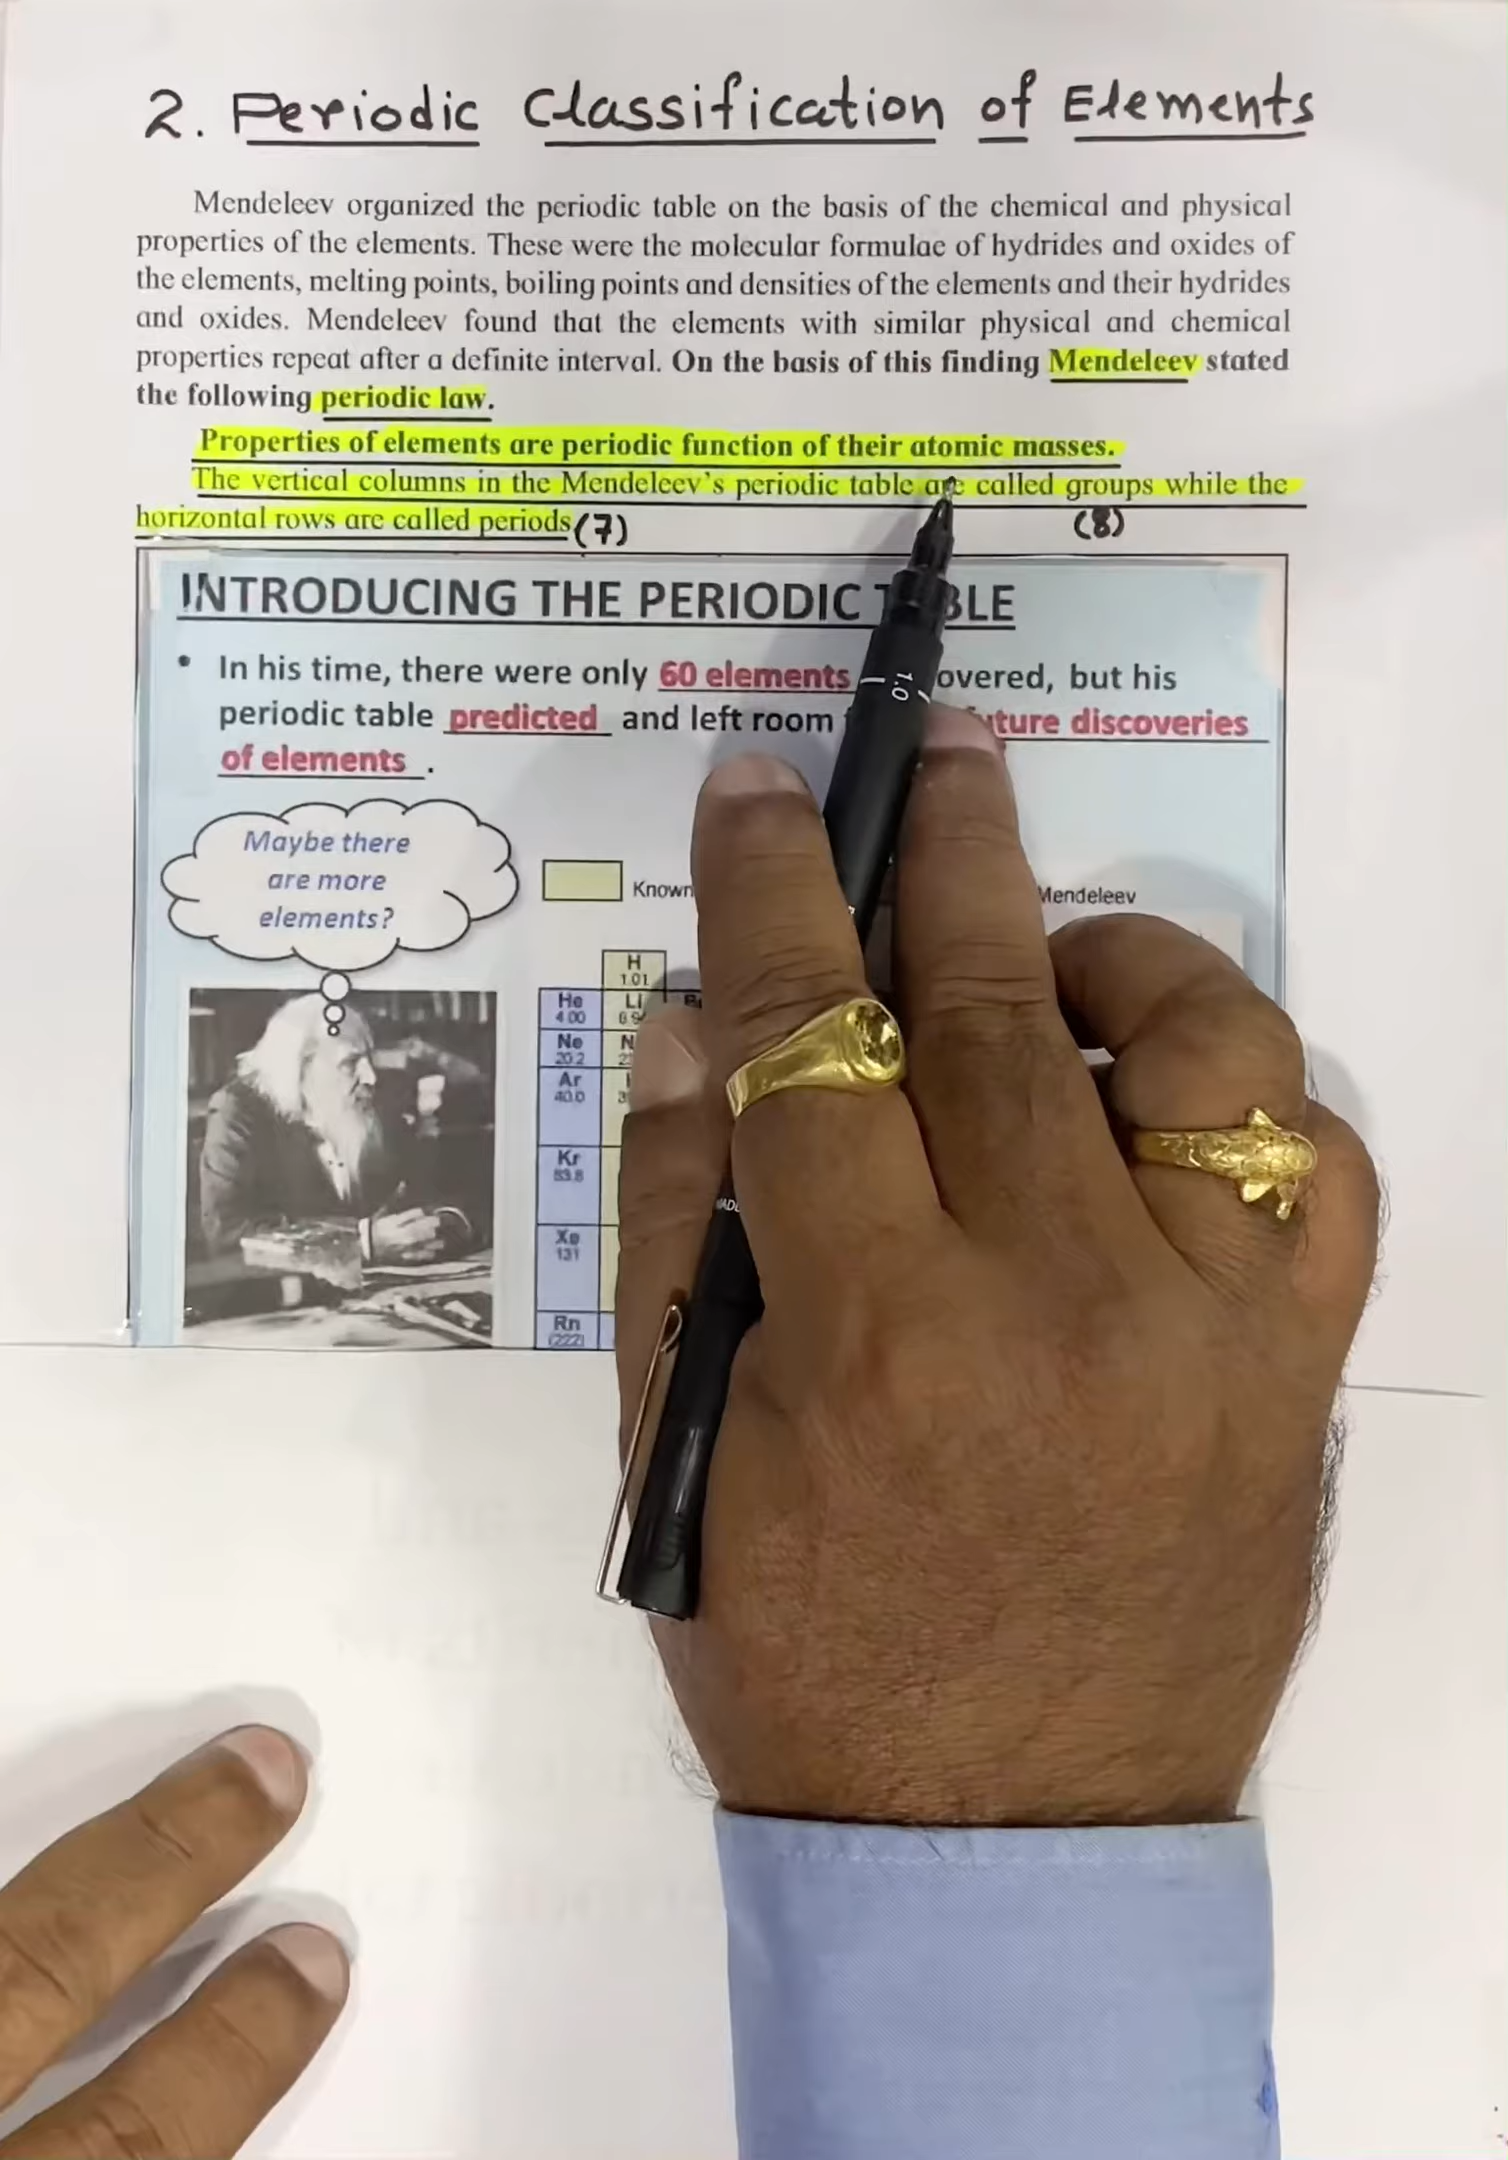 2. Periodic Classification of Elements
Mendeleev organized the periodic table on the basis of the chemical and physical
properties of the elements. These were the molecular formulae of hydrides and oxides of
the elements, melting points, boiling points and densities of the elements and their hydrides
and oxides. Mendeleev found that the elements with similar physical and chemical
properties repeat after a definite interval. On the basis of this finding Mendeleev stated
the following periodic law.
Properties of elements are periodic function of their atomic masses.
The vertical columns in the Mendeleev's periodic table are called groups while the
horizontal rows are called periods (7) (8)
INTRODUCING THE PERIODIC
• In his time, there were only 60 elements overed, but his
periodic table predicted and left room ture discoveries
of elements .
Maybe there
are more
elements?
Known Mendeleev
1.0
H
1.01
He Li
4.00
Ne N
20.2
Ar
40.0
Kr
83.8
Xe
131
Rn
(222)